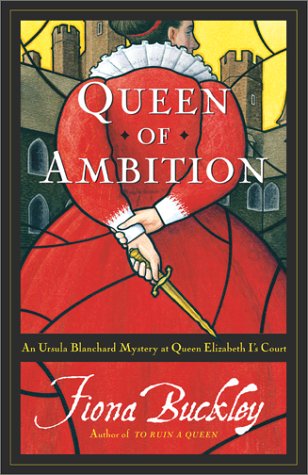 QUEEN
OF
AMBITION
An Ursula Blanchard Mystery at Queen Elizabeth I's Court
Fiona Buckley
Author of TO RUIN A QUEEN